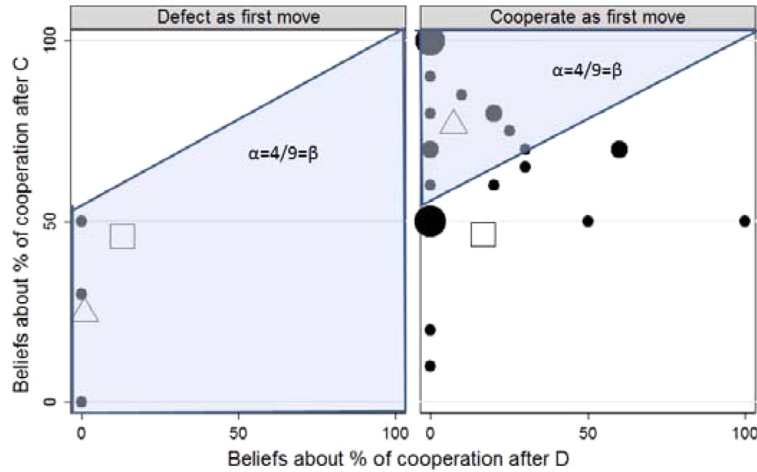 Defect as first move
Cooperate as first move
Beliefs about % of cooperation after C
100
50
0
α=4/9=β
α=4/9=β
0
50
100
0
50
100
Beliefs about % of cooperation after D